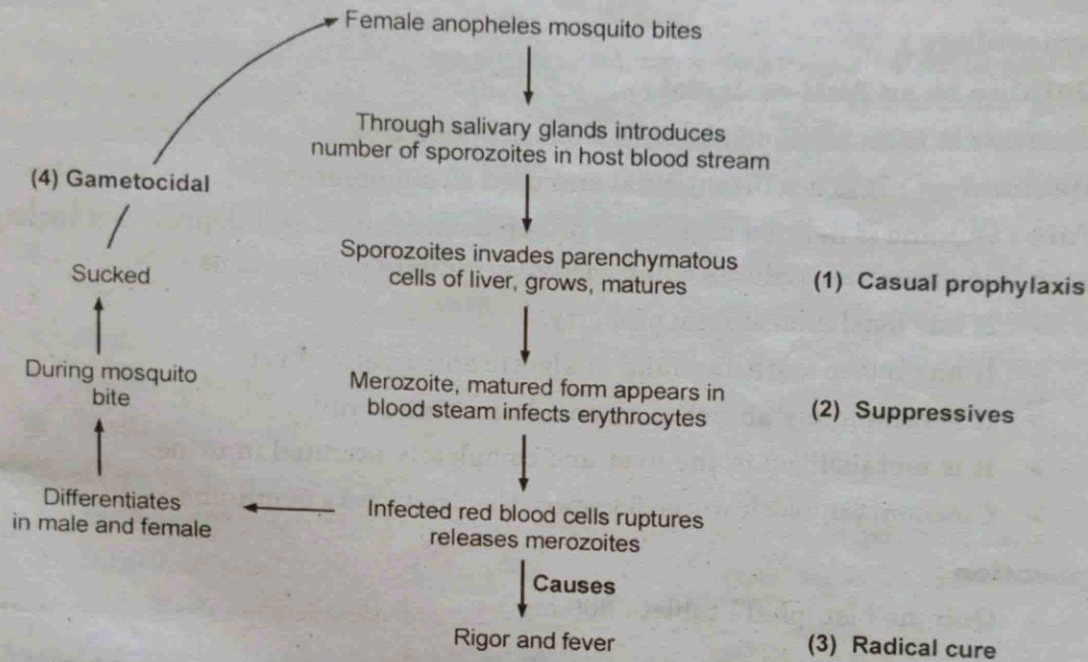 Female anopheles mosquito bites
Through salivary glands introduces
number of sporozoites in host blood stream
(4) Gametocidal
Sporozoites invades parenchymatous
cells of liver, grows, matures
(1) Casual prophylaxis
Sucked
During mosquito
bite
Merozoite, matured form appears in
blood steam infects erythrocytes
(2) Suppressives
Differentiates
in male and female
Infected red blood cells ruptures
releases merozoites
Causes
Rigor and fever
(3) Radical cure